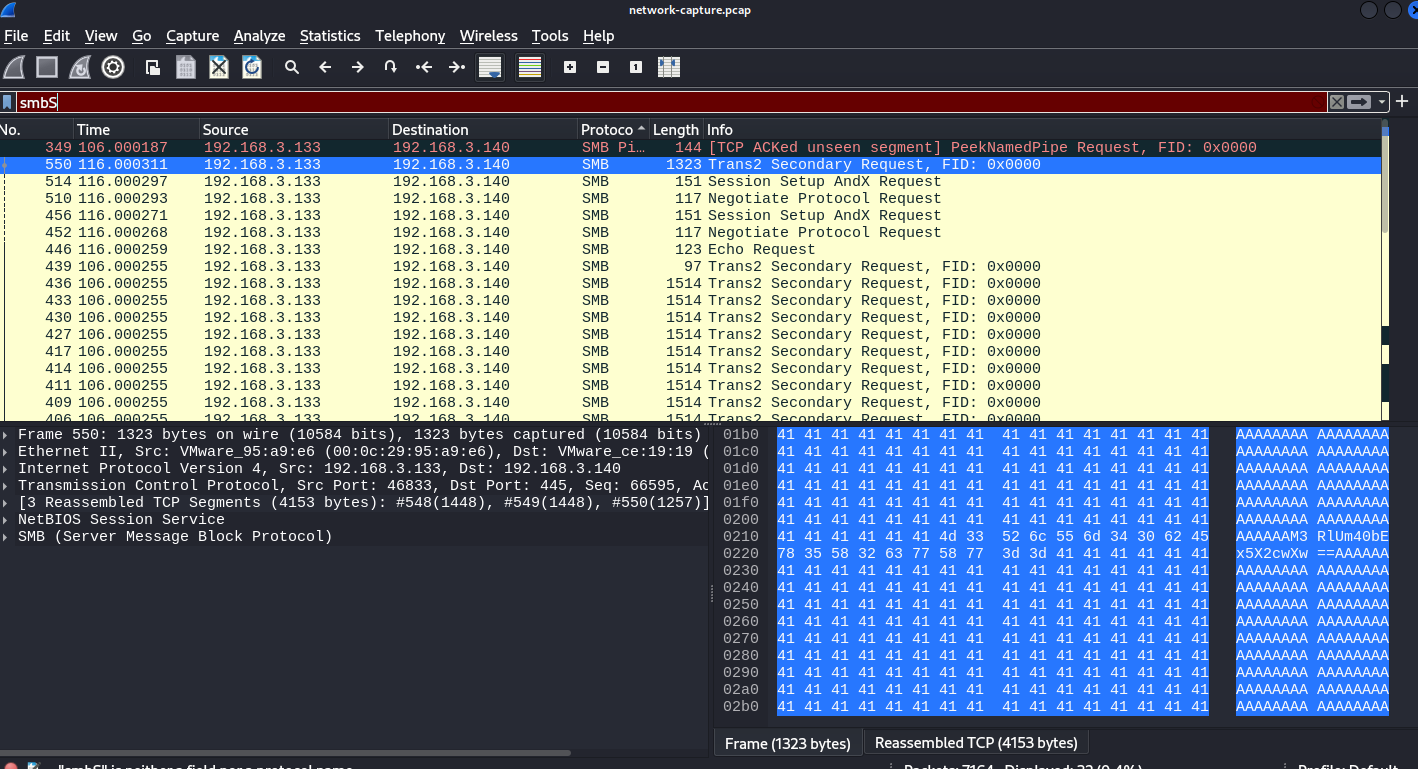 network-capture.pcap
File Edit View Go Capture Analyze Statistics Telephony Wireless Tools Help
smbS
No. Time Source Destination Protoco Length Info
349 106.000187 192.168.3.133 192.168.3.140 SMB Pi… 144 [TCP ACKed unseen segment] PeekNamedPipe Request, FID: 0x0000
550 116.000311 192.168.3.133 192.168.3.140 SMB 1323 Trans2 Secondary Request, FID: 0x0000
514 116.000297 192.168.3.133 192.168.3.140 SMB 151 Session Setup AndX Request
510 116.000293 192.168.3.133 192.168.3.140 SMB 117 Negotiate Protocol Request
456 116.000271 192.168.3.133 192.168.3.140 SMB 151 Session Setup AndX Request
452 116.000268 192.168.3.133 192.168.3.140 SMB 117 Negotiate Protocol Request
446 116.000259 192.168.3.133 192.168.3.140 SMB 123 Echo Request
439 106.000255 192.168.3.133 192.168.3.140 SMB 97 Trans2 Secondary Request, FID: 0x0000
436 106.000255 192.168.3.133 192.168.3.140 SMB 1514 Trans2 Secondary Request, FID: 0x0000
433 106.000255 192.168.3.133 192.168.3.140 SMB 1514 Trans2 Secondary Request, FID: 0x0000
430 106.000255 192.168.3.133 192.168.3.140 SMB 1514 Trans2 Secondary Request, FID: 0x0000
427 106.000255 192.168.3.133 192.168.3.140 SMB 1514 Trans2 Secondary Request, FID: 0x0000
417 106.000255 192.168.3.133 192.168.3.140 SMB 1514 Trans2 Secondary Request, FID: 0x0000
414 106.000255 192.168.3.133 192.168.3.140 SMB 1514 Trans2 Secondary Request, FID: 0x0000
411 106.000255 192.168.3.133 192.168.3.140 SMB 1514 Trans2 Secondary Request, FID: 0x0000
409 106.000255 192.168.3.133 192.168.3.140 SMB 1514 Trans2 Secondary Request, FID: 0x0000
406 106.000255 192.168.3.133 192.168.3.140 SMB 1514 Trans2 Secondary Request, FID: 0x0000
Frame 550: 1323 bytes on wire (10584 bits), 1323 bytes captured (10584 bits)
Ethernet II, Src: VMware_95:a9:e6 (00:0c:29:95:a9:e6), Dst: VMware_ce:19:19 (
Internet Protocol Version 4, Src: 192.168.3.133, Dst: 192.168.3.140
Transmission Control Protocol, Src Port: 46833, Dst Port: 445, Seq: 66595, Ac
[3 Reassembled TCP Segments (4153 bytes): #548(1448), #549(1448), #550(1257)]
NetBIOS Session Service
SMB (Server Message Block Protocol)
01b0 41 41 41 41 41 41 41 41 41 41 41 41 41 41 41 41 AAAAAAAA AAAAAAAA
01c0 41 41 41 41 41 41 41 41 41 41 41 41 41 41 41 41 AAAAAAAA AAAAAAAA
01d0 41 41 41 41 41 41 41 41 41 41 41 41 41 41 41 41 AAAAAAAA AAAAAAAA
01e0 41 41 41 41 41 41 41 41 41 41 41 41 41 41 41 41 AAAAAAAA AAAAAAAA
01f0 41 41 41 41 41 41 41 41 41 41 41 41 41 41 41 41 AAAAAAAA AAAAAAAA
0200 41 41 41 41 41 41 41 41 41 41 41 41 41 41 41 41 AAAAAAAA AAAAAAAA
0210 41 41 41 41 41 41 4d 33 52 6c 55 6d 34 30 62 45 AAAAAAM3 RlUm40bE
0220 78 35 58 32 63 77 58 77 3d 3d 41 41 41 41 41 41 x5X2cwXw ==AAAAAA
0230 41 41 41 41 41 41 41 41 41 41 41 41 41 41 41 41 AAAAAAAA AAAAAAAA
0240 41 41 41 41 41 41 41 41 41 41 41 41 41 41 41 41 AAAAAAAA AAAAAAAA
0250 41 41 41 41 41 41 41 41 41 41 41 41 41 41 41 41 AAAAAAAA AAAAAAAA
0260 41 41 41 41 41 41 41 41 41 41 41 41 41 41 41 41 AAAAAAAA AAAAAAAA
0270 41 41 41 41 41 41 41 41 41 41 41 41 41 41 41 41 AAAAAAAA AAAAAAAA
0280 41 41 41 41 41 41 41 41 41 41 41 41 41 41 41 41 AAAAAAAA AAAAAAAA
0290 41 41 41 41 41 41 41 41 41 41 41 41 41 41 41 41 AAAAAAAA AAAAAAAA
02a0 41 41 41 41 41 41 41 41 41 41 41 41 41 41 41 41 AAAAAAAA AAAAAAAA
02b0 41 41 41 41 41 41 41 41 41 41 41 41 41 41 41 41 AAAAAAAA AAAAAAAA
Frame (1323 bytes) Reassembled TCP (4153 bytes)
"smbS" is neither a field nor a protocol name. Packets: 7164 · Displayed: 32 (0.4%) Profile: Default